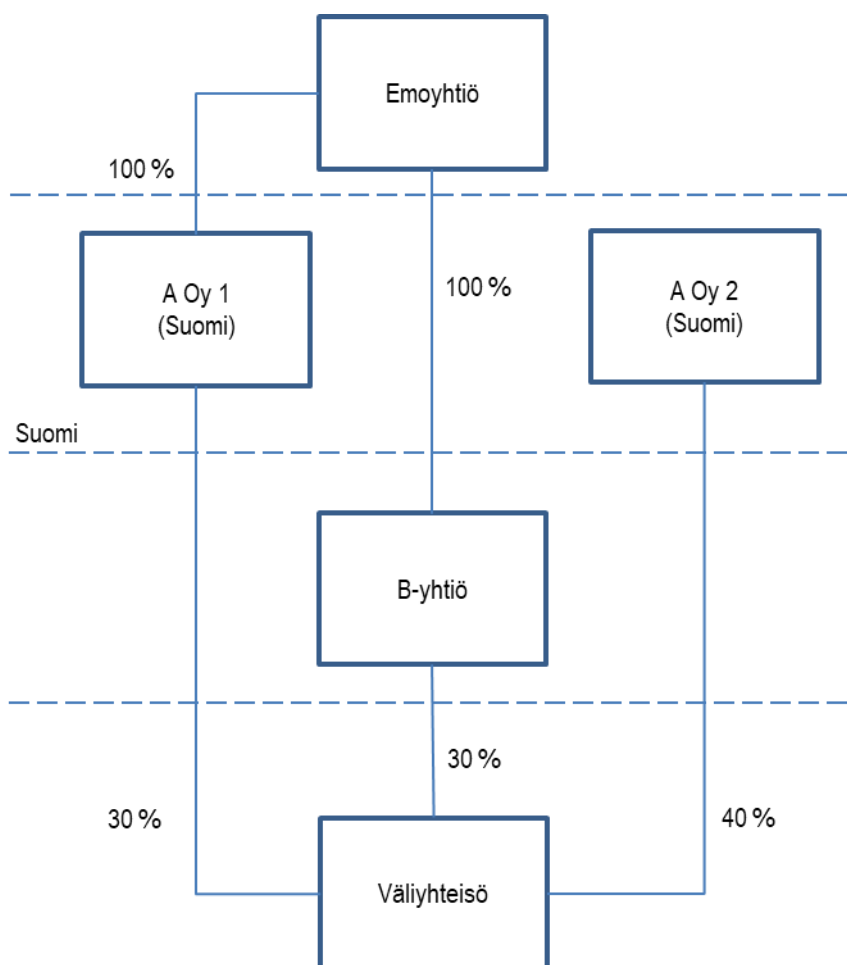 Emoyhtiö
100 %
A Oy 1
(Suomi)
100 %
A Oy 2
(Suomi)
Suomi
B-yhtiö
30 %
30 %
40 %
Väliyhteisö